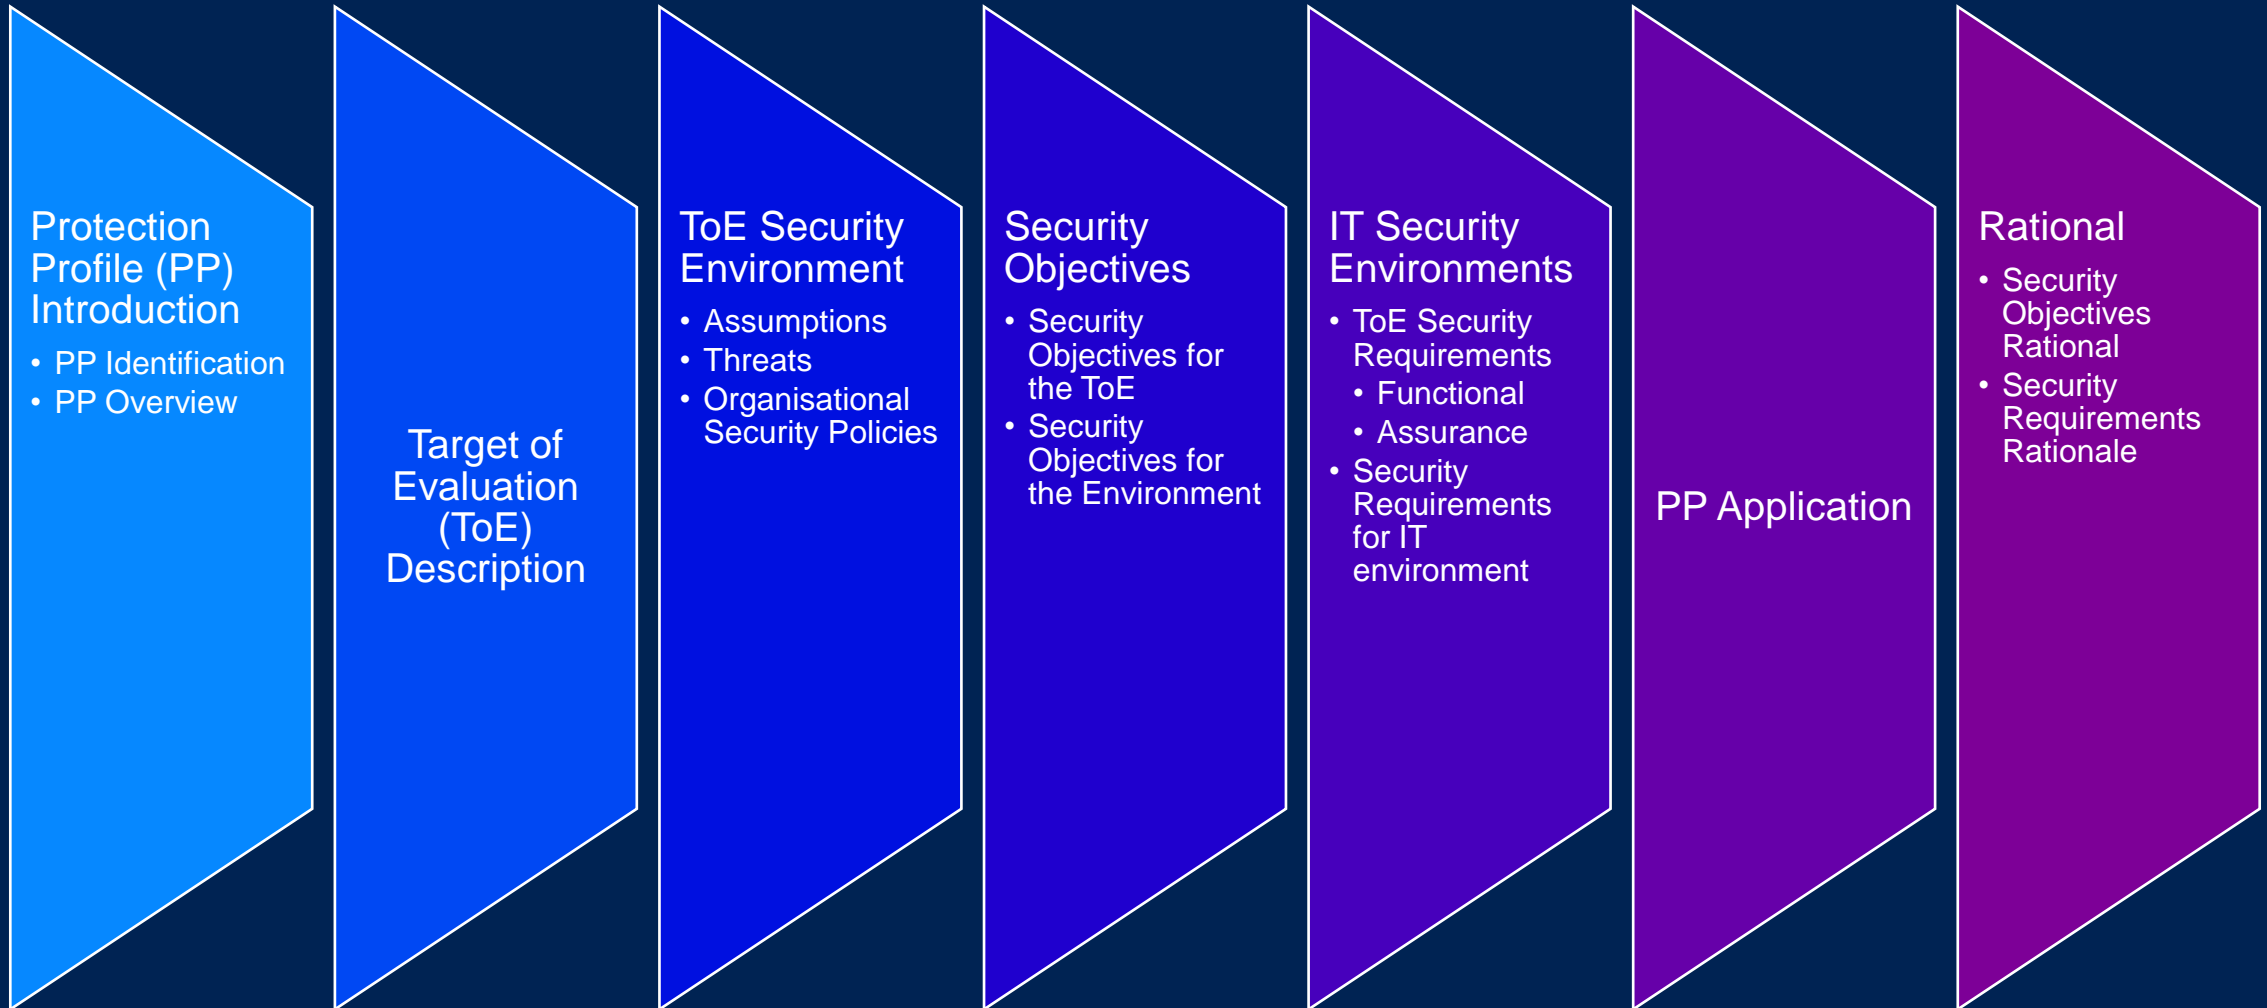 Protection
Profile (PP)
Introduction
• PP Identification
• PP Overview
Target of
Evaluation
(ToE)
Description
ToE Security
Environment
• Assumptions
• Threats
• Organisational
Security Policies
Security
Objectives
• Security
Objectives for
the ToE
• Security
Objectives for
the Environment
IT Security
Environments
• ToE Security
Requirements
• Functional
• Assurance
• Security
Requirements
for IT
environment
PP Application
Rational
• Security
Objectives
Rational
• Security
Requirements
Rationale